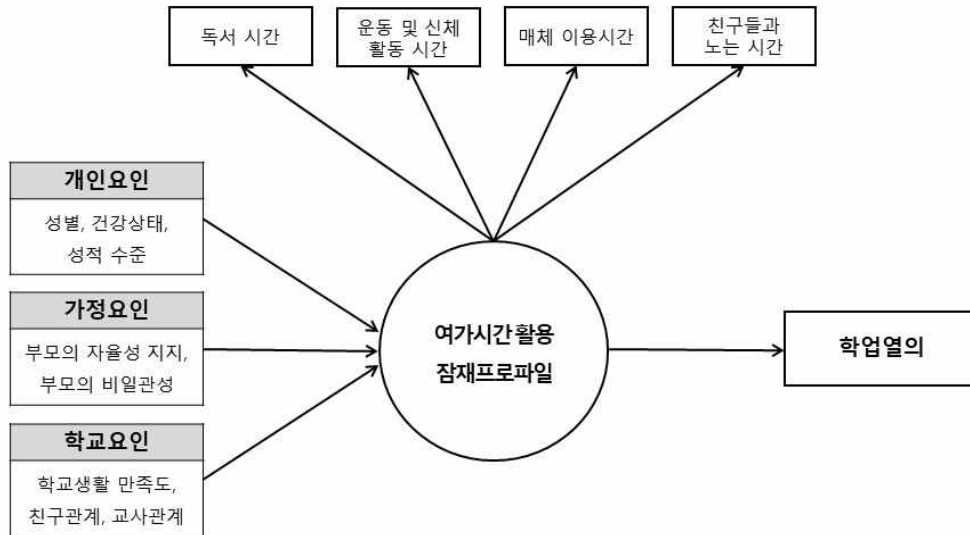 독서 시간
운동 및 신체
활동 시간
매체 이용시간
친구들과
노는 시간
개인요인
성별, 건강상태,
성적 수준
가정요인
부모의 자율성 지지,
부모의 비일관성
학교요인
학교생활 만족도,
친구관계, 교사관계
여가시간 활용
잠재프로파일
학업열의